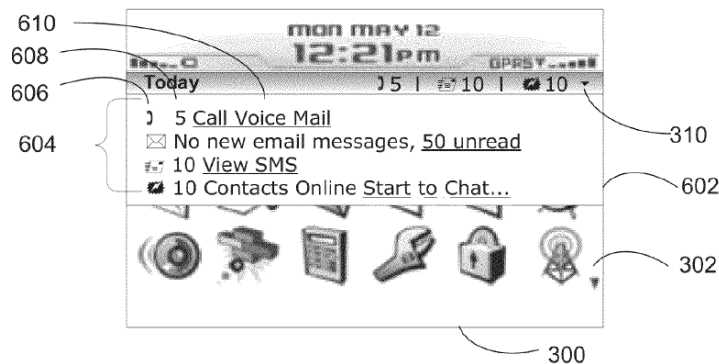 610
608
606
604
MON MAY 12
12:21PM
GPRS
Today 5 | 10 | 10
5 Call Voice Mail
No new email messages, 50 unread
10 View SMS
10 Contacts Online Start to Chat...
310
602
302
300